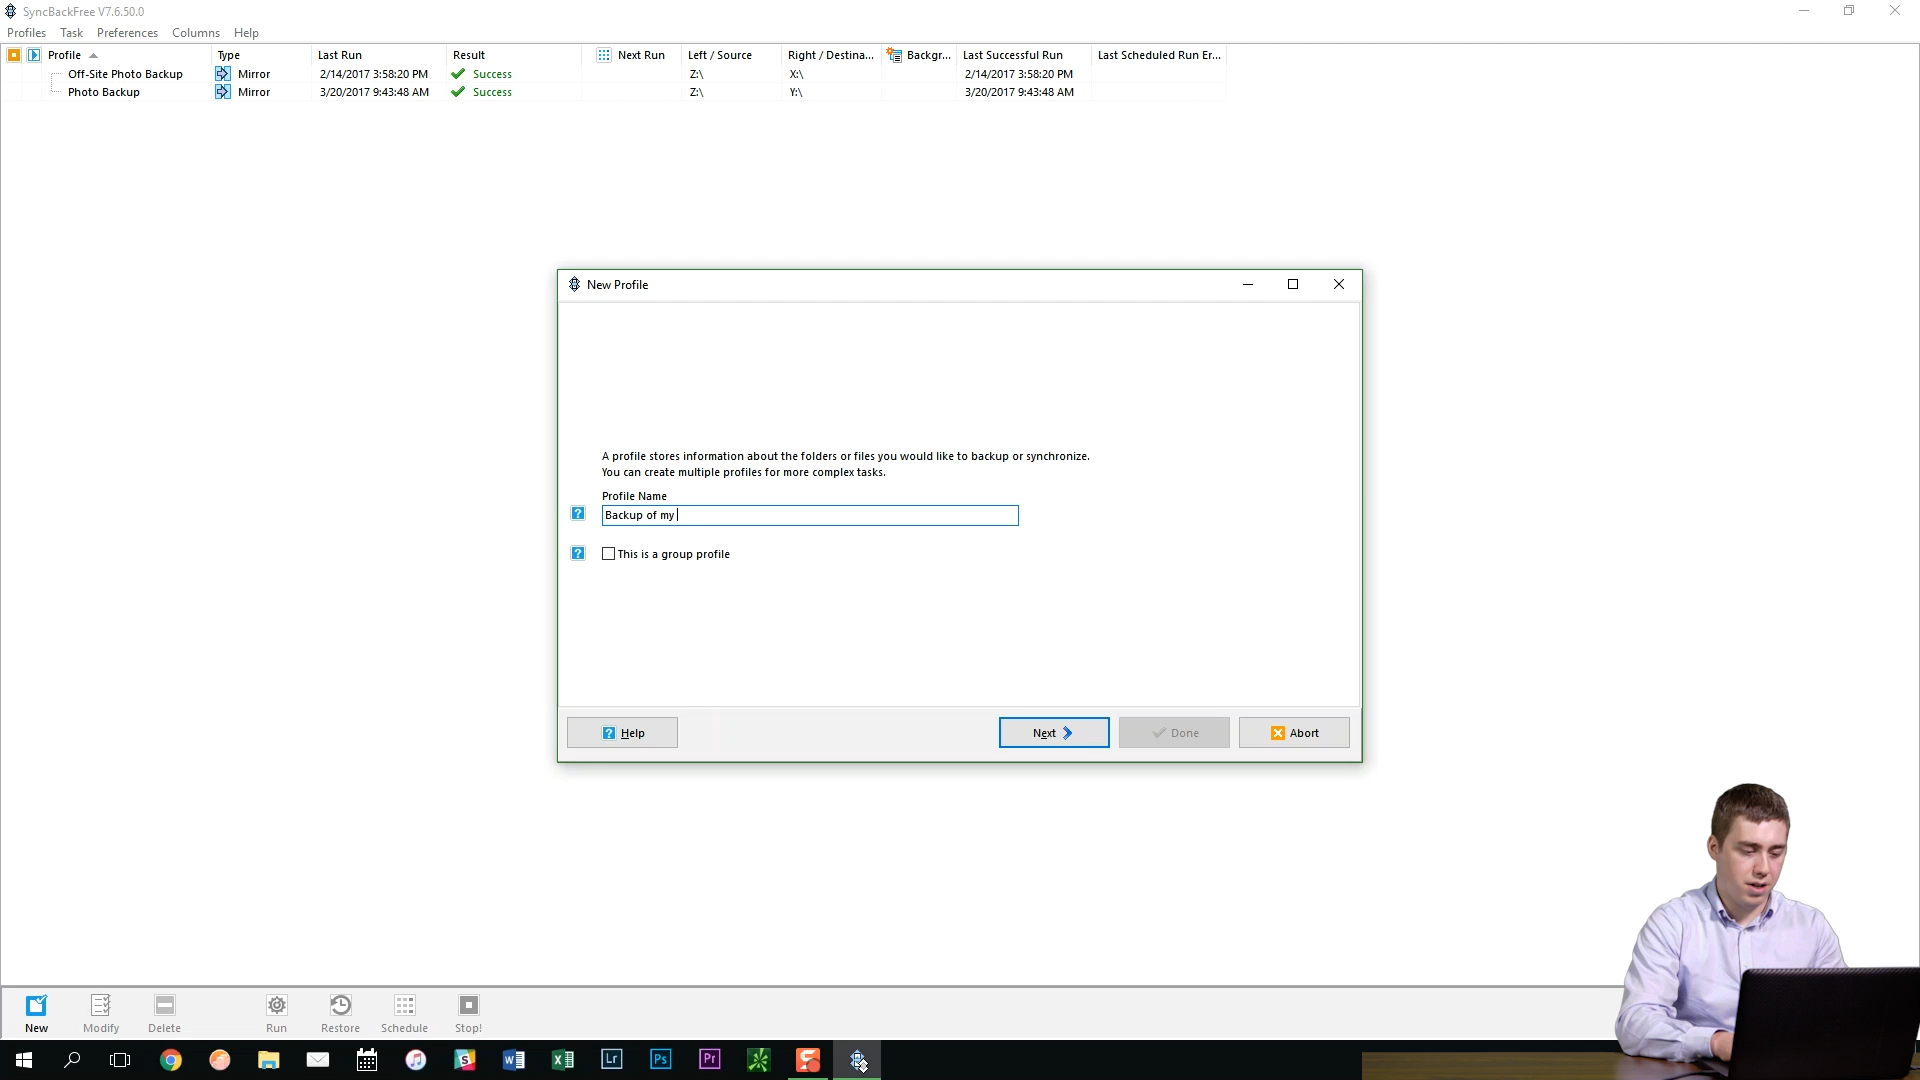 SyncBackFree V7.6.50.0
Profiles Task Preferences Columns Help
Profile Type Last Run Result Next Run Left / Source Right / Destina... Backgr... Last Successful Run Last Scheduled Run Er...
Off-Site Photo Backup Mirror 2/14/2017 3:58:20 PM Success Z:\ X:\ 2/14/2017 3:58:20 PM
Photo Backup Mirror 3/20/2017 9:43:48 AM Success Z:\ Y:\ 3/20/2017 9:43:48 AM
New Profile
A profile stores information about the folders or files you would like to backup or synchronize.
You can create multiple profiles for more complex tasks.
Profile Name
? Backup of my
? This is a group profile
? Help Next Done Abort
New Modify Delete Run Restore Schedule Stop!
Lr Ps Pr